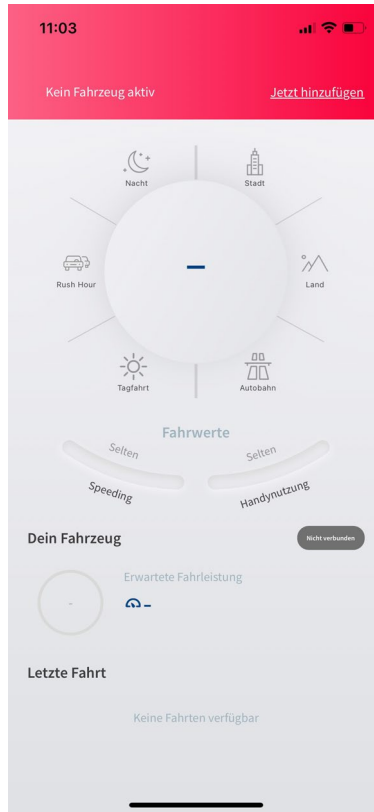 11:03
Kein Fahrzeug aktiv
Jetzt hinzufügen
Nacht
Stadt
Rush Hour
–
Land
Tagfahrt
Autobahn
Fahrwerte
Selten
Selten
Speeding
Handynutzung
Dein Fahrzeug
Nicht verbunden
Erwartete Fahrleistung
-
–
Letzte Fahrt
Keine Fahrten verfügbar